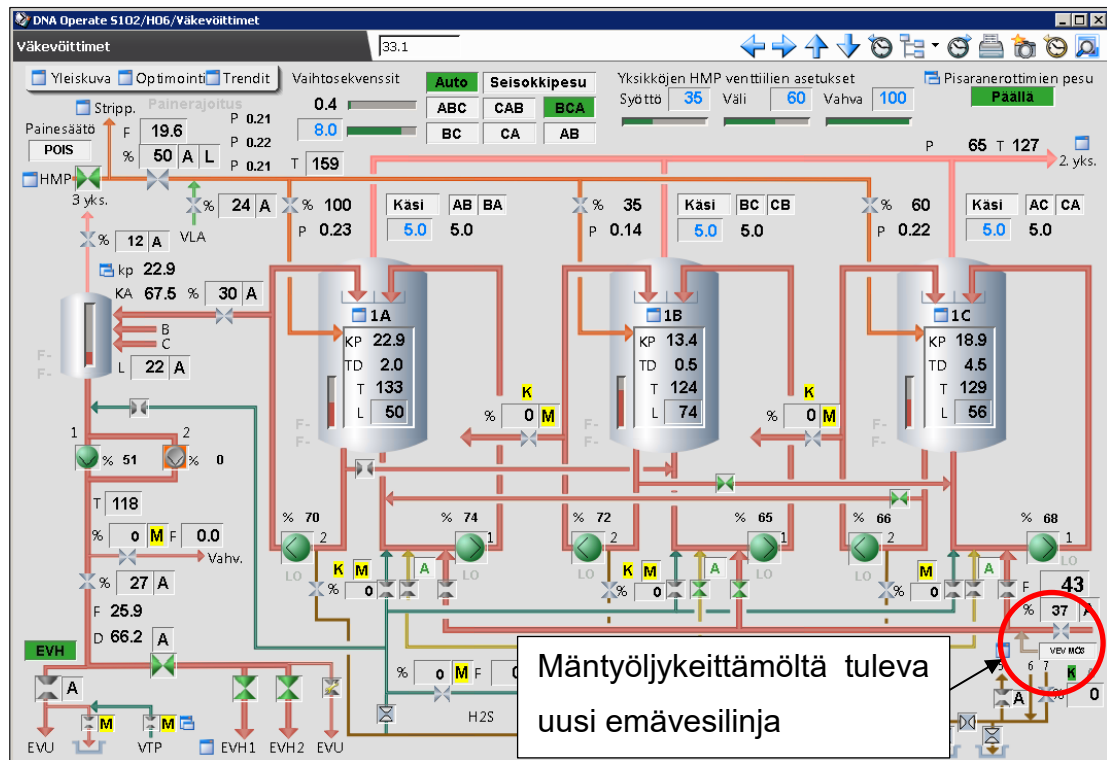 DNA Operate S102/H06/Väkevöittimet
Väkevöittimet
33.1
Yleiskuva Optimointi Trendit
Vaihtosekvenssit
Auto Seisokkipesu
Yksikköjen HMP venttiilien asetukset
Pisaranerottimien pesu
Päällä
Stripp. Painerajoitus
0.4
ABC CAB BCA
Syöttö 35 Väli 60 Vahva 100
8.0
BC CA AB
Painesäätö
POIS
F 19.6
% 50 A L
P 0.21
P 0.22
P 0.21
T 159
P 65 T 127
2. yks.
HMP
3 yks.
% 24 A
VLA
% 12 A
% 100
P 0.23
Käsi AB BA
5.0 5.0
% 35
P 0.14
Käsi BC CB
5.0 5.0
% 60
P 0.22
Käsi AC CA
5.0 5.0
kp 22.9
KA 67.5 % 30 A
B
C
F-
F-
L 22 A
1A
KP 22.9
TD 2.0
T 133
L 50
F-
F-
1B
KP 13.4
TD 0.5
T 124
L 74
F-
F-
1C
KP 18.9
TD 4.5
T 129
L 56
F-
F-
K
% 0 M
K
% 0 M
1 2
% 51 % 0
T 118
% 0 M F 0.0
Vahv.
% 70
2
LO
% 74
1
LO
% 72
2
LO
% 65
1
LO
% 66
2
LO
% 68
1
LO
K M
% 0
A
K M
% 0
A
M
% 0
A
F 43
% 37 A
VEV MÖS
% 27 A
F 25.9
D 66.2 A
EVH
A
M
M
EVU VTP EVH1 EVH2 EVU
% 0 M F
H2S
5 6 7
K
A
% 0
Mäntyöljykeittämöltä tuleva
uusi emävesilinja